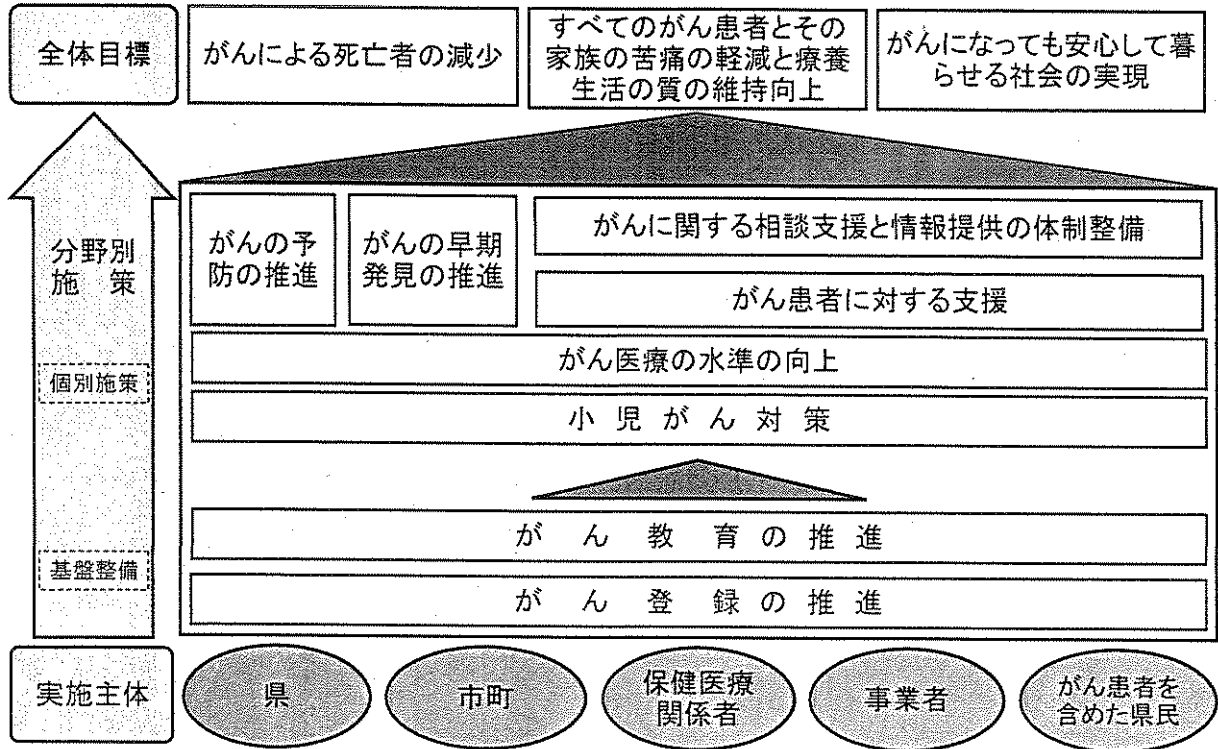 全体目標
がんによる死亡者の減少
すべてのがん患者とその
家族の苦痛の軽減と療養
生活の質の維持向上
がんになっても安心して暮
らせる社会の実現
分野別
施　策
個別施策
基盤整備
がんの予
防の推進
がんの早期
発見の推進
がんに関する相談支援と情報提供の体制整備
がん患者に対する支援
がん医療の水準の向上
小 児 が ん 対 策
が ん 教 育 の 推 進
が ん 登 録 の 推 進
実施主体
県
市町
保健医療
関係者
事業者
がん患者を
含めた県民